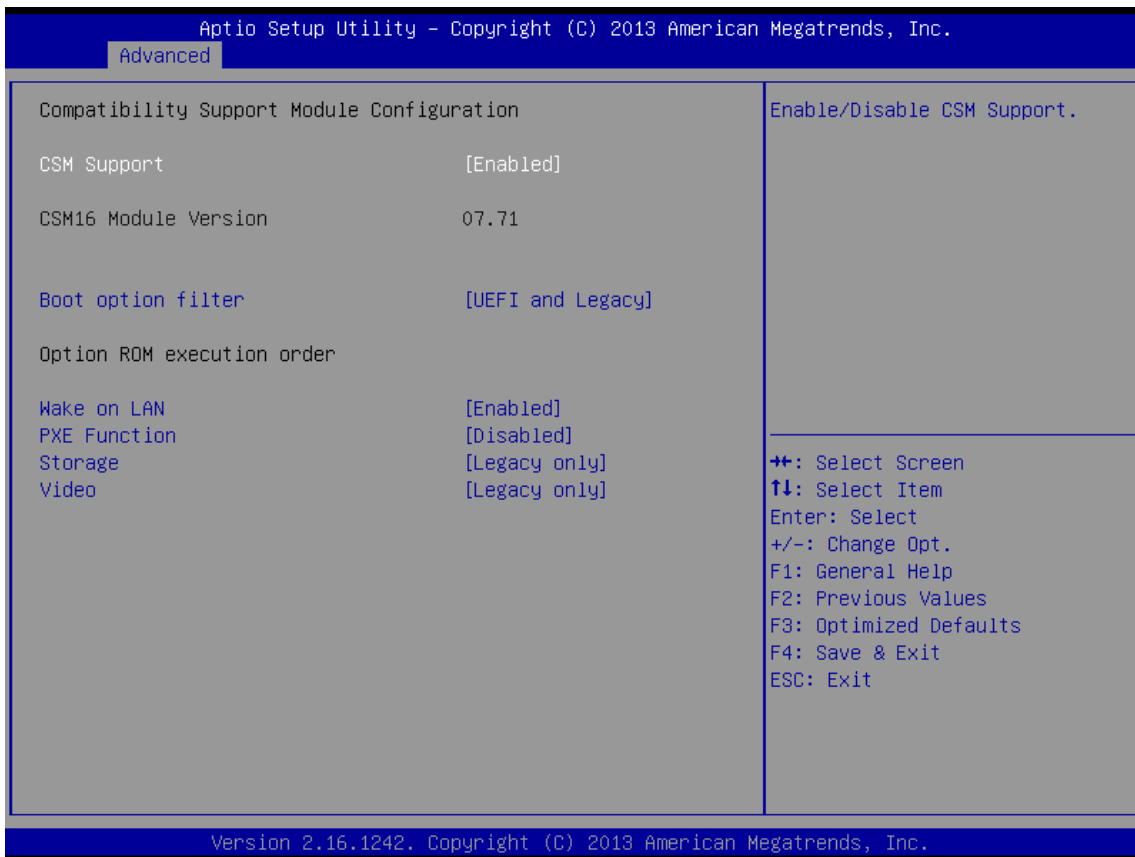 Aptio Setup Utility – Copyright (C) 2013 American Megatrends, Inc.
Advanced
Compatibility Support Module Configuration
CSM Support [Enabled]
CSM16 Module Version 07.71
Boot option filter [UEFI and Legacy]
Option ROM execution order
Wake on LAN [Enabled]
PXE Function [Disabled]
Storage [Legacy only]
Video [Legacy only]
Enable/Disable CSM Support.
→←: Select Screen
↑↓: Select Item
Enter: Select
+/-: Change Opt.
F1: General Help
F2: Previous Values
F3: Optimized Defaults
F4: Save & Exit
ESC: Exit
Version 2.16.1242. Copyright (C) 2013 American Megatrends, Inc.